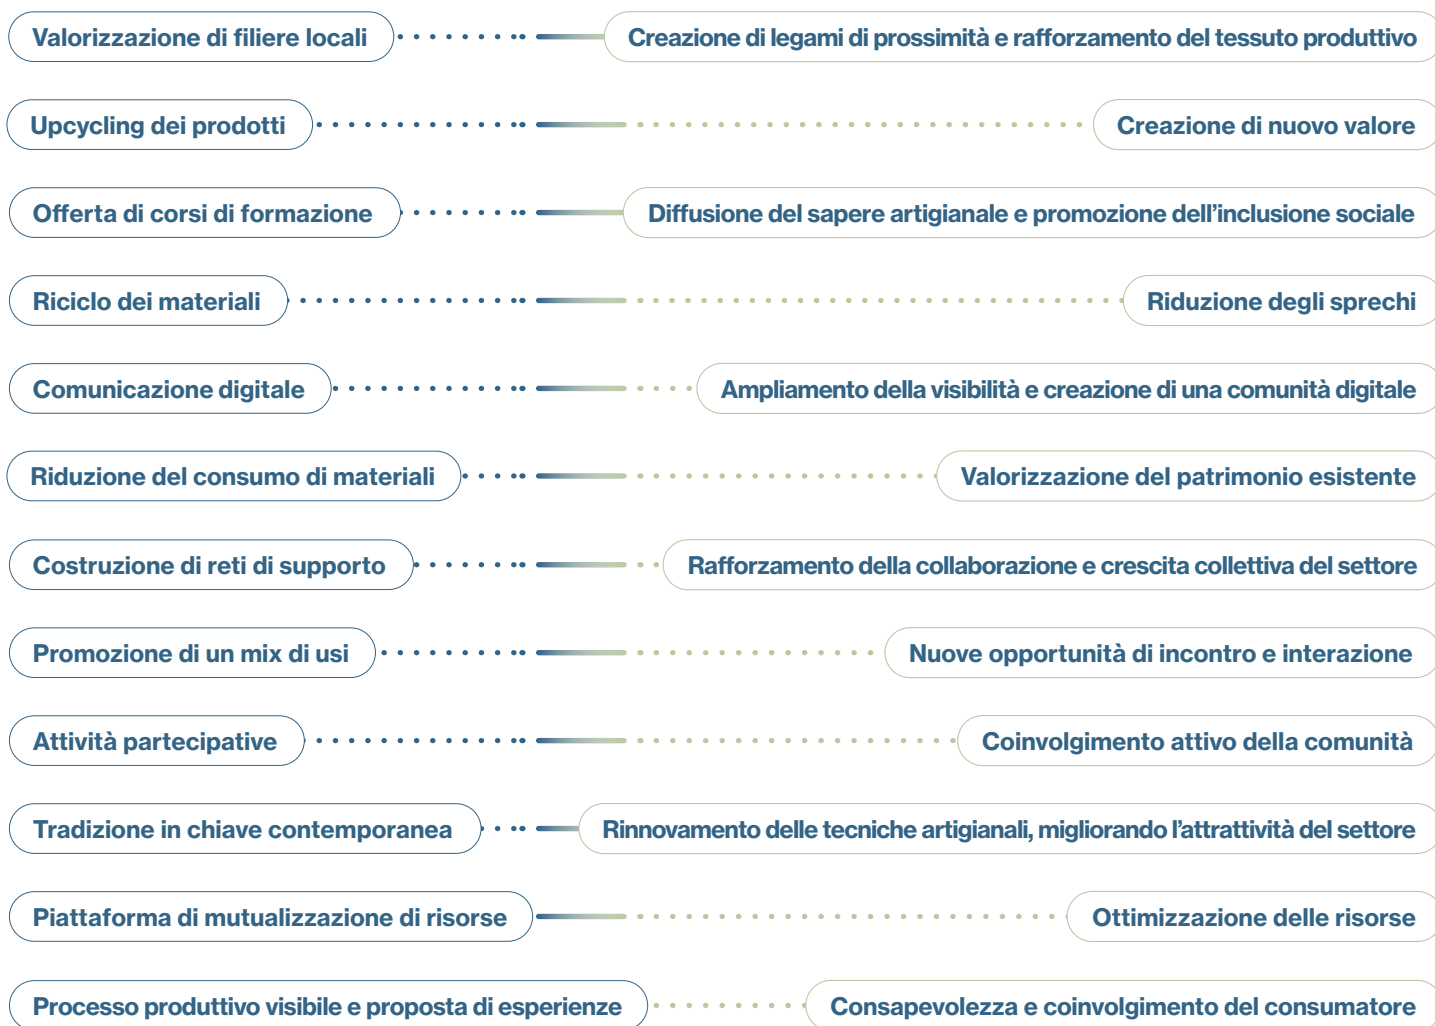 Valorizzazione di filiere locali Creazione di legami di prossimità e rafforzamento del tessuto produttivo
Upcycling dei prodotti Creazione di nuovo valore
Offerta di corsi di formazione Diffusione del sapere artigianale e promozione dell’inclusione sociale
Riciclo dei materiali Riduzione degli sprechi
Comunicazione digitale Ampliamento della visibilità e creazione di una comunità digitale
Riduzione del consumo di materiali Valorizzazione del patrimonio esistente
Costruzione di reti di supporto Rafforzamento della collaborazione e crescita collettiva del settore
Promozione di un mix di usi Nuove opportunità di incontro e interazione
Attività partecipative Coinvolgimento attivo della comunità
Tradizione in chiave contemporanea Rinnovamento delle tecniche artigianali, migliorando l’attrattività del settore
Piattaforma di mutualizzazione di risorse Ottimizzazione delle risorse
Processo produttivo visibile e proposta di esperienze Consapevolezza e coinvolgimento del consumatore